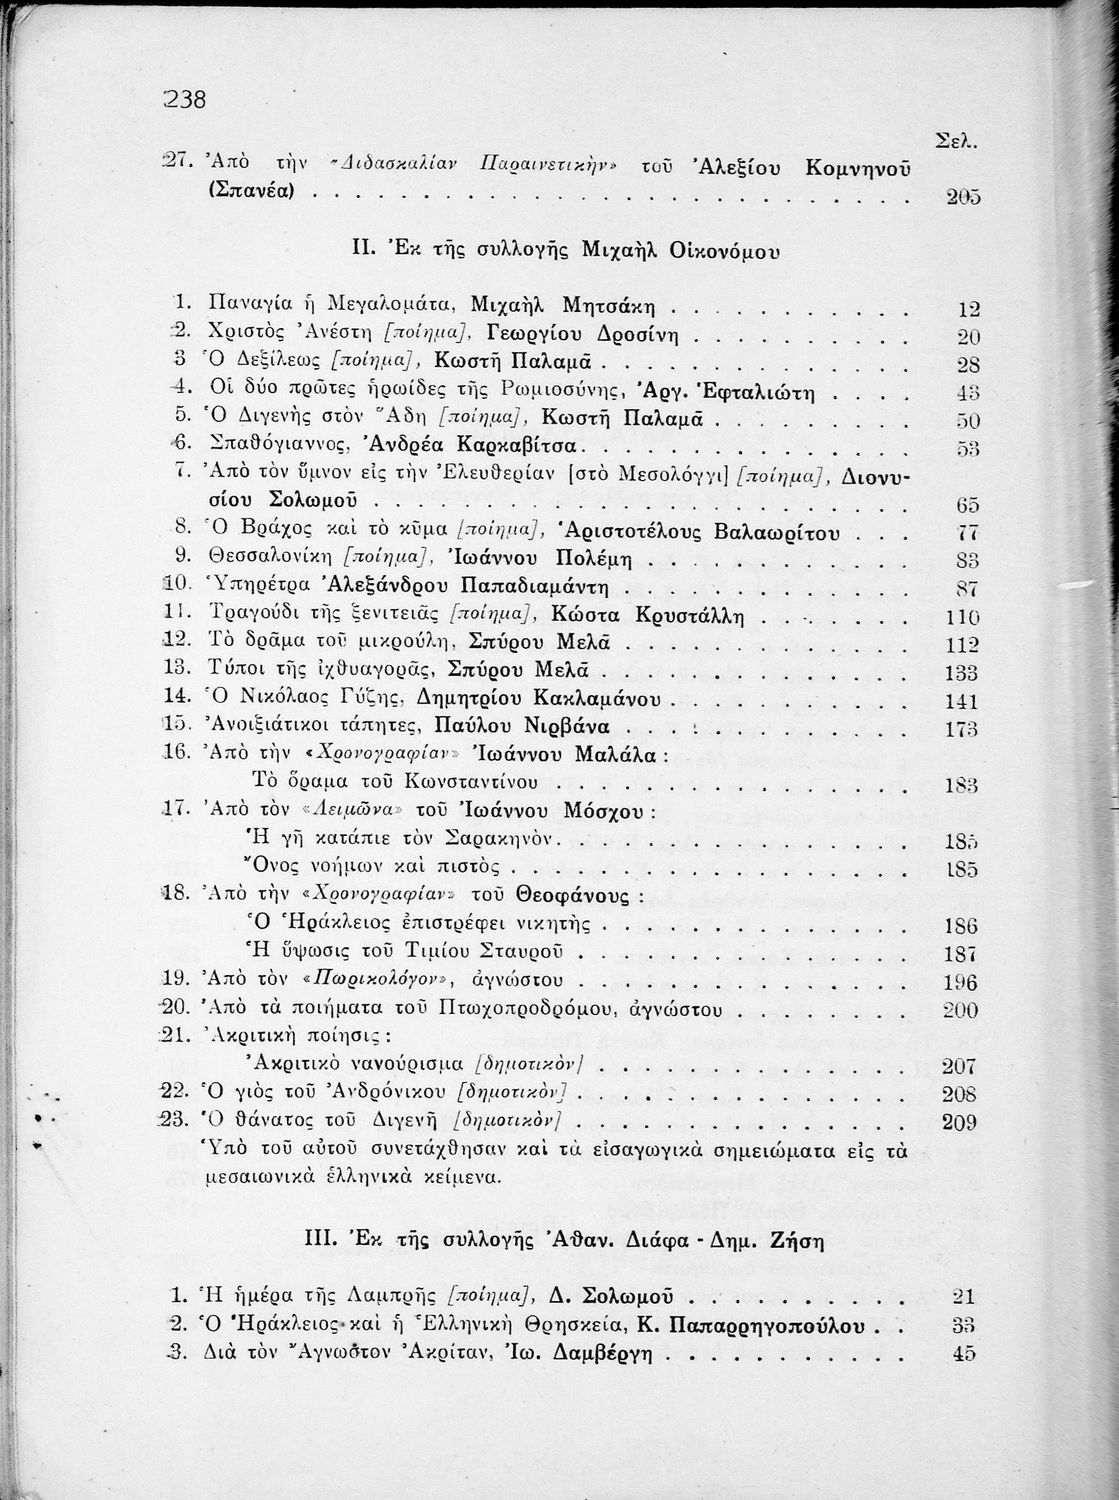 238
Σελ.
27. Ἀπὸ τὴν «Διδασκαλίαν Παραινετικὴν» τοῦ Ἀλεξίου Κομνηνοῦ
(Σπανέα) . . . . . . . . . . . . . . . . . . . . . . . . . . 205
II. Ἐκ τῆς συλλογῆς Μιχαὴλ Οἰκονόμου
1. Παναγία ἡ Μεγαλομάτα, Μιχαὴλ Μητσάκη . . . . . . . . . . . 12
2. Χριστὸς Ἀνέστη [ποίημα], Γεωργίου Δροσίνη . . . . . . . . . . 20
3 Ὁ Δεξίλεως [ποίημα], Κωστῆ Παλαμᾶ . . . . . . . . . . . . . . 28
4. Οἱ δύο πρῶτες ἡρωίδες τῆς Ρωμιοσύνης, Ἀργ. Ἐφταλιώτη . . . . 43
5. Ὁ Διγενὴς στὸν Ἅδη [ποίημα], Κωστῆ Παλαμᾶ . . . . . . . . . 50
6. Σπαθόγιαννος, Ἀνδρέα Καρκαβίτσα. . . . . . . . . . . . . . . 53
7. Ἀπὸ τὸν ὕμνον εἰς τὴν Ἐλευθερίαν [στὸ Μεσολόγγι] [ποίημα], Διονυ-
σίου Σολωμοῦ . . . . . . . . . . . . . . . . . . . . . . . . 65
8. Ὁ Βράχος καὶ τὸ κῦμα [ποίημα], Ἀριστοτέλους Βαλαωρίτου . . . 77
9. Θεσσαλονίκη [ποίημα], Ἰωάννου Πολέμη . . . . . . . . . . . . 83
10. Ὑπηρέτρα Ἀλεξάνδρου Παπαδιαμάντη . . . . . . . . . . . . . 87
11. Τραγούδι τῆς ξενιτειᾶς [ποίημα], Κώστα Κρυστάλλη . . . . . . . 110
12. Τὸ δρᾶμα τοῦ μικρούλη, Σπύρου Μελᾶ . . . . . . . . . . . . . 112
13. Τύποι τῆς ἰχθυαγορᾶς, Σπύρου Μελᾶ . . . . . . . . . . . . . . 133
14. Ὁ Νικόλαος Γύζης, Δημητρίου Κακλαμάνου . . . . . . . . . . . 141
15. Ἀνοιξιάτικοι τάπητες, Παύλου Νιρβάνα . . . . . . . . . . . . . 173
16. Ἀπὸ τὴν «Χρονογραφίαν» Ἰωάννου Μαλάλα :
Τὸ ὅραμα τοῦ Κωνσταντίνου . . . . . . . . . . . . . . . . 183
17. Ἀπὸ τὸν «Λειμῶνα» τοῦ Ἰωάννου Μόσχου :
Ἡ γῆ κατάπιε τὸν Σαρακηνὸν. . . . . . . . . . . . . . . . 185
Ὄνος νοήμων καὶ πιστὸς . . . . . . . . . . . . . . . . . . 185
18. Ἀπὸ τὴν «Χρονογραφίαν» τοῦ Θεοφάνους :
Ὁ Ἡράκλειος ἐπιστρέφει νικητὴς . . . . . . . . . . . . . . 186
Ἡ ὕψωσις τοῦ Τιμίου Σταυροῦ . . . . . . . . . . . . . . . 187
19. Ἀπὸ τὸν «Πωρικολόγον», ἀγνώστου . . . . . . . . . . . . . . . 196
20. Ἀπὸ τὰ ποιήματα τοῦ Πτωχοπροδρόμου, ἀγνώστου . . . . . . . . 200
21. Ἀκριτικὴ ποίησις :
Ἀκριτικὸ νανούρισμα [δημοτικὸν] . . . . . . . . . . . . . . 207
22. Ὁ γιὸς τοῦ Ἀνδρόνικου [δημοτικὸν] . . . . . . . . . . . . . . . 208
23. Ὁ θάνατος τοῦ Διγενῆ [δημοτικὸν] . . . . . . . . . . . . . . . 209
Ὑπὸ τοῦ αὐτοῦ συνετάχθησαν καὶ τὰ εἰσαγωγικὰ σημειώματα εἰς τὰ
μεσαιωνικὰ ἑλληνικὰ κείμενα.
III. Ἐκ τῆς συλλογῆς Ἀθαν. Διάφα - Δημ. Ζήση
1. Ἡ ἡμέρα τῆς Λαμπρῆς [ποίημα], Δ. Σολωμοῦ . . . . . . . . . . 21
2. Ὁ Ἡράκλειος καὶ ἡ Ἑλληνικὴ Θρησκεία, Κ. Παπαρρηγοπούλου . . 33
3. Διὰ τὸν Ἄγνωστον Ἀκρίταν, Ἰω. Δαμβέργη . . . . . . . . . . . 45